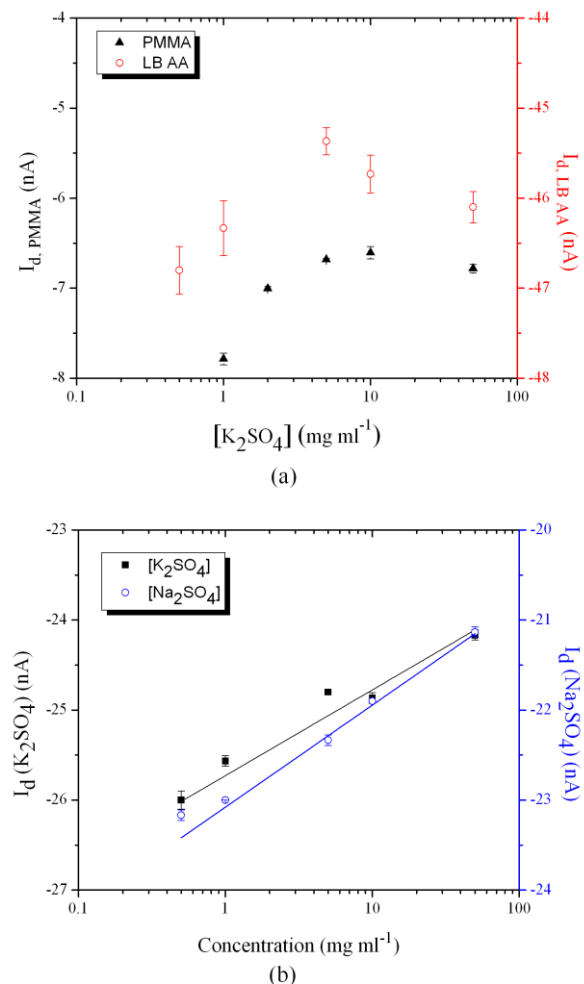 -4
-44
PMMA
LB AA
-5
-45
-6
-46
-7
-47
-8
-48
0.1
1
10
100
I_d, PMMA (nA)
I_d, LB AA (nA)
[K₂SO₄] (mg ml⁻¹)
(a)
-23
-20
[K₂SO₄]
[Na₂SO₄]
-24
-21
-25
-22
-26
-23
-27
-24
0.1
1
10
100
I_d (K₂SO₄) (nA)
I_d (Na₂SO₄) (nA)
Concentration (mg ml⁻¹)
(b)